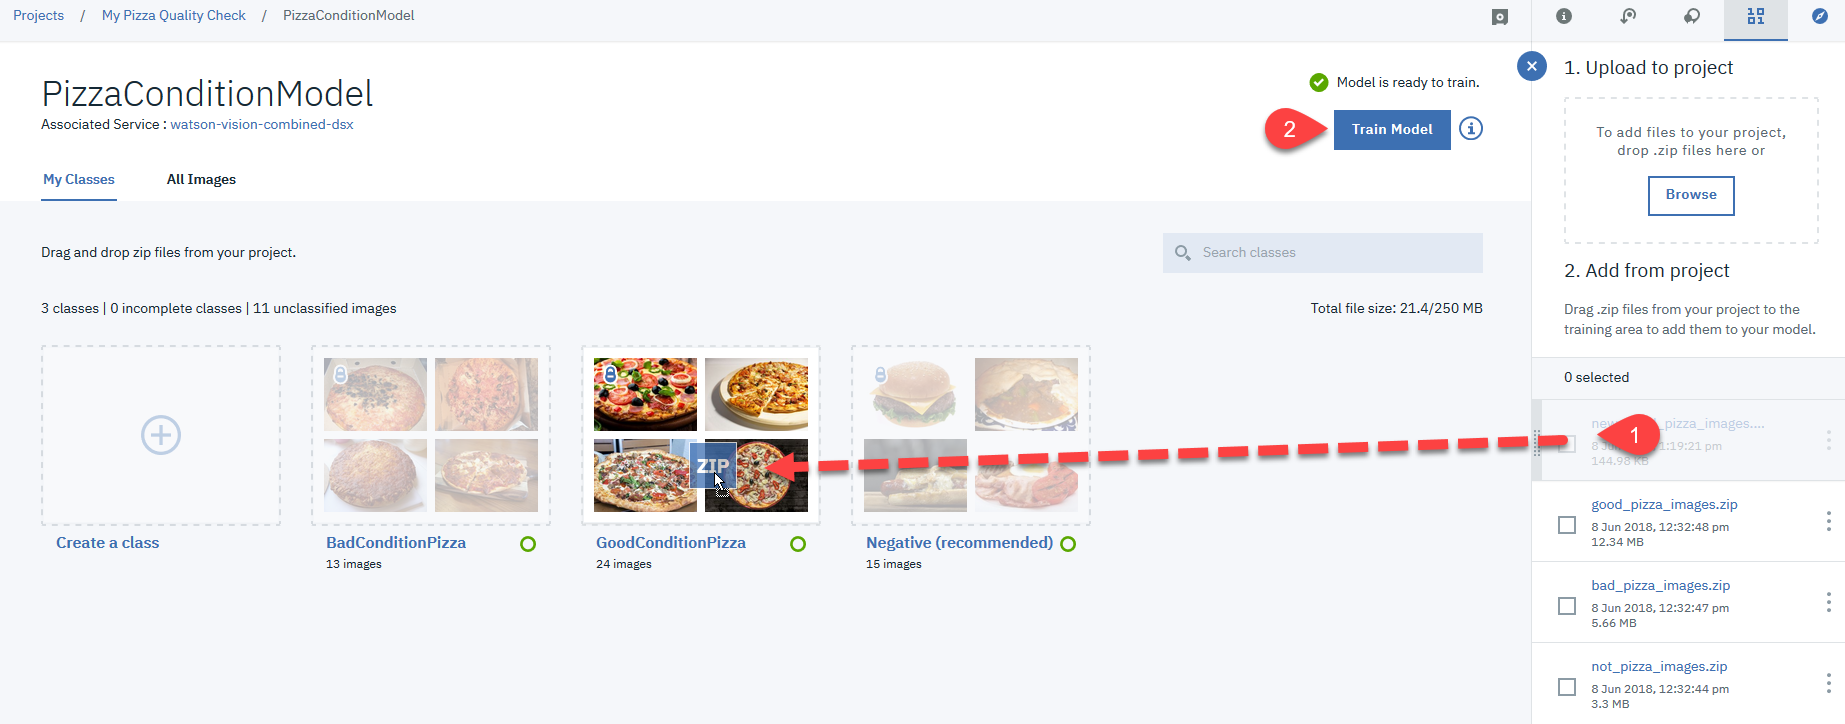 Projects / My Pizza Quality Check / PizzaConditionModel
PizzaConditionModel
Associated Service : watson-vision-combined-dsx
Model is ready to train.
2
Train Model
My Classes
All Images
Drag and drop zip files from your project.
Search classes
3 classes | 0 incomplete classes | 11 unclassified images
Total file size: 21.4/250 MB
Create a class
BadConditionPizza
13 images
ZIP
GoodConditionPizza
24 images
Negative (recommended)
15 images
1. Upload to project
To add files to your project,
drop .zip files here or
Browse
2. Add from project
Drag .zip files from your project to the
training area to add them to your model.
0 selected
pizza_images....
1
8 :19:21 pm
144.98 KB
good_pizza_images.zip
8 Jun 2018, 12:32:48 pm
12.34 MB
bad_pizza_images.zip
8 Jun 2018, 12:32:47 pm
5.66 MB
not_pizza_images.zip
8 Jun 2018, 12:32:44 pm
3.3 MB